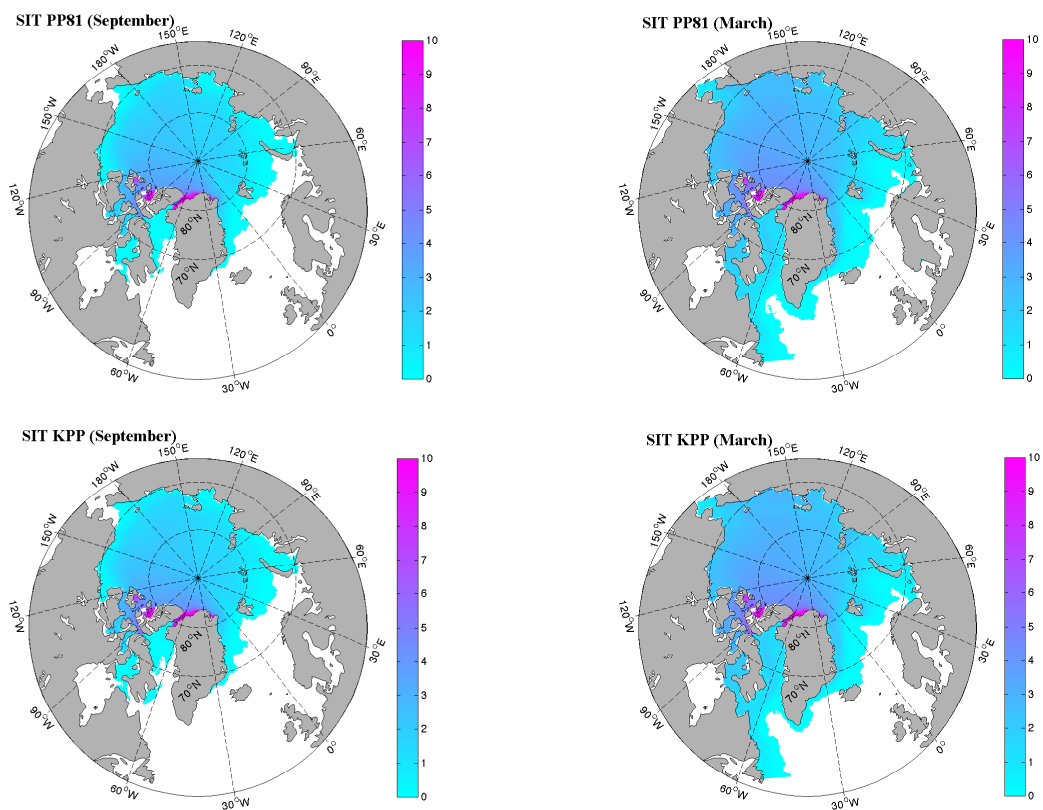 SIT PP81 (September)
150°E
120°E
90°E
60°E
30°E
0°
30°W
60°W
90°W
120°W
150°W
180°W
80°N
70°N
10
9
8
7
6
5
4
3
2
1
0
SIT PP81 (March)
150°E
120°E
90°E
60°E
30°E
0°
30°W
60°W
90°W
120°W
150°W
180°W
80°N
70°N
10
9
8
7
6
5
4
3
2
1
0
SIT KPP (September)
150°E
120°E
90°E
60°E
30°E
0°
30°W
60°W
90°W
120°W
150°W
180°W
80°N
70°N
10
9
8
7
6
5
4
3
2
1
0
SIT KPP (March)
150°E
120°E
90°E
60°E
30°E
0°
30°W
60°W
90°W
120°W
150°W
180°W
80°N
70°N
10
9
8
7
6
5
4
3
2
1
0